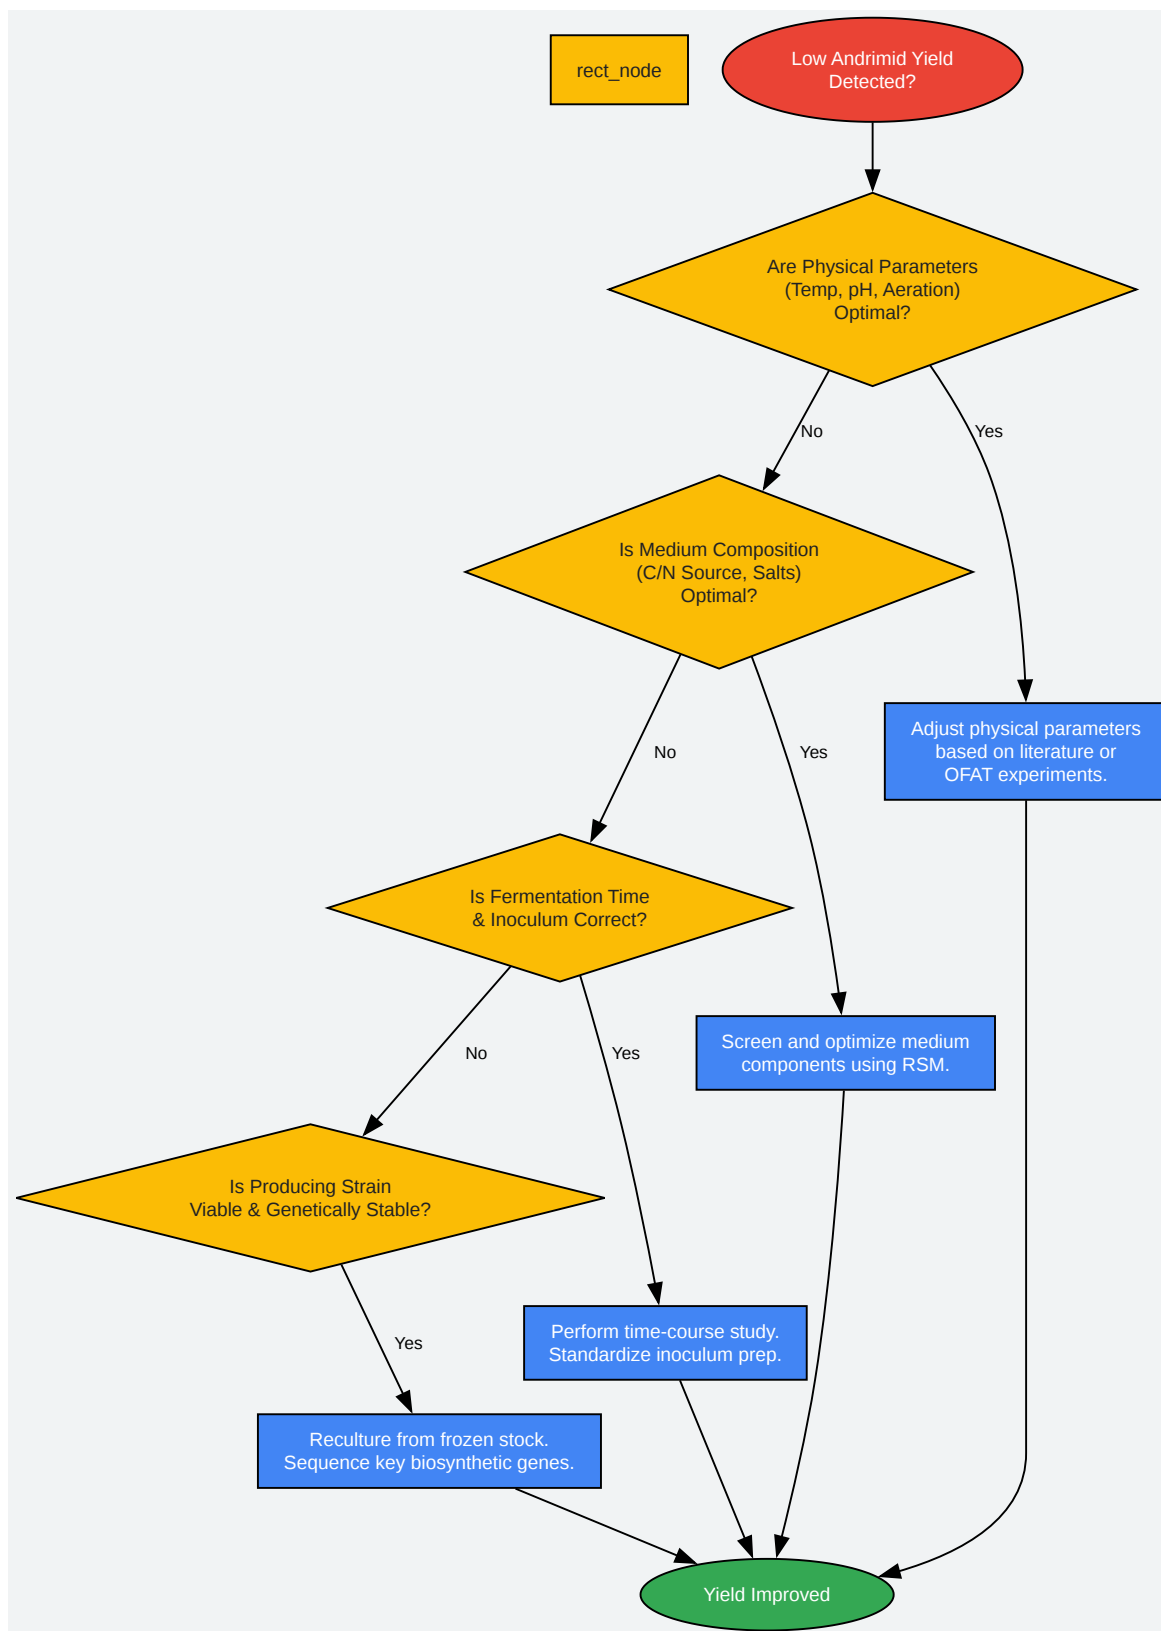 rect_node
Low Andrimid Yield
Detected?
Are Physical Parameters
(Temp, pH, Aeration)
Optimal?
No
Yes
Is Medium Composition
(C/N Source, Salts)
Optimal?
Adjust physical parameters
based on literature or
OFAT experiments.
No
Yes
Is Fermentation Time
& Inoculum Correct?
Screen and optimize medium
components using RSM.
No
Yes
Is Producing Strain
Viable & Genetically Stable?
Perform time-course study.
Standardize inoculum prep.
Yes
Reculture from frozen stock.
Sequence key biosynthetic genes.
Yield Improved